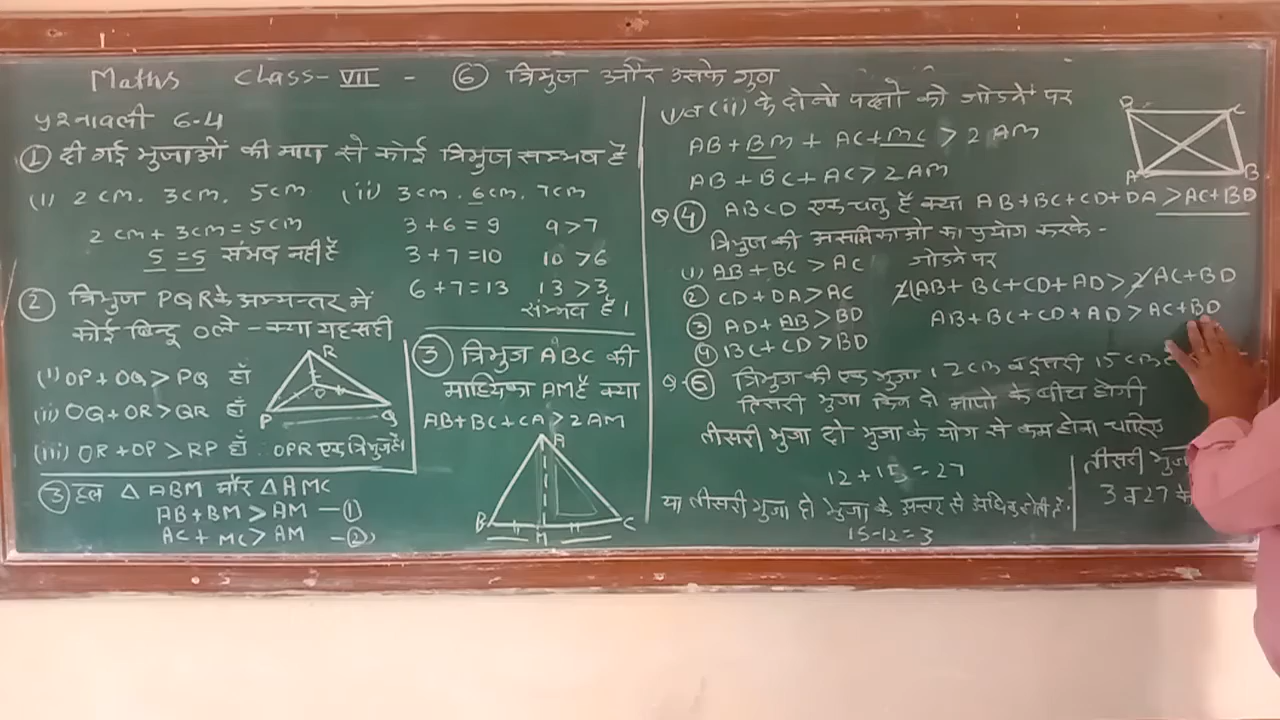 Maths Class-VII - ⑥ त्रिभुज और उसके गुण
प्रश्नावली 6-4
① दी गई भुजाओं की माप से कोई त्रिभुज सम्भव है
(i) 2 cm. 3cm. 5cm (ii) 3cm. 6cm. 7cm
2 cm + 3cm = 5cm
5 = 5 संभव नहीं है
3 + 6 = 9 9 > 7
3 + 7 = 10 10 > 6
6 + 7 = 13 13 > 3
संभव है।
② त्रिभुज PQR के अभ्यन्तर में
कोई बिन्दु O ले - क्या यह सही
(i) OP + OQ > PQ हाँ
(ii) OQ + OR > QR हाँ
(iii) OR + OP > RP हाँ ∴ OPR एक त्रिभुज है।
R
O
P Q
③ त्रिभुज ABC की
माध्यिका AM है क्या
AB + BC + CA > 2 AM
A
B M C
③ हल △ ABM और △ AMC
AB + BM > AM — ①
AC + MC > AM — ②
(i) व (ii) के दोनो पक्षो को जोडने पर
AB + BM + AC + MC > 2 AM
AB + BC + AC > 2AM
D C
A B
Q ④ ABCD एक चतु है क्या AB + BC + CD + DA > AC + BD
त्रिभुज की असमिकाओ का प्रयोग करके -
(1) AB + BC > AC जोडने पर
② CD + DA > AC
③ AD + AB > BD
④ BC + CD > BD
2(AB + BC + CD + AD > 2 AC + BD
AB + BC + CD + AD > AC + BD
Q ⑤ त्रिभुज की एक भुजा 12 cm व दूसरी 15 cm
तिसरी भुजा किन दो मापो के बीच होगी
तीसरी भुजा दो भुजा के योग से कम होना चाहिए
12 + 15 = 27
या तीसरी भुजा दो भुजा के अन्तर से अधिक होती है.
15 - 12 = 3
तीसरी भुजा
3 व 27 के